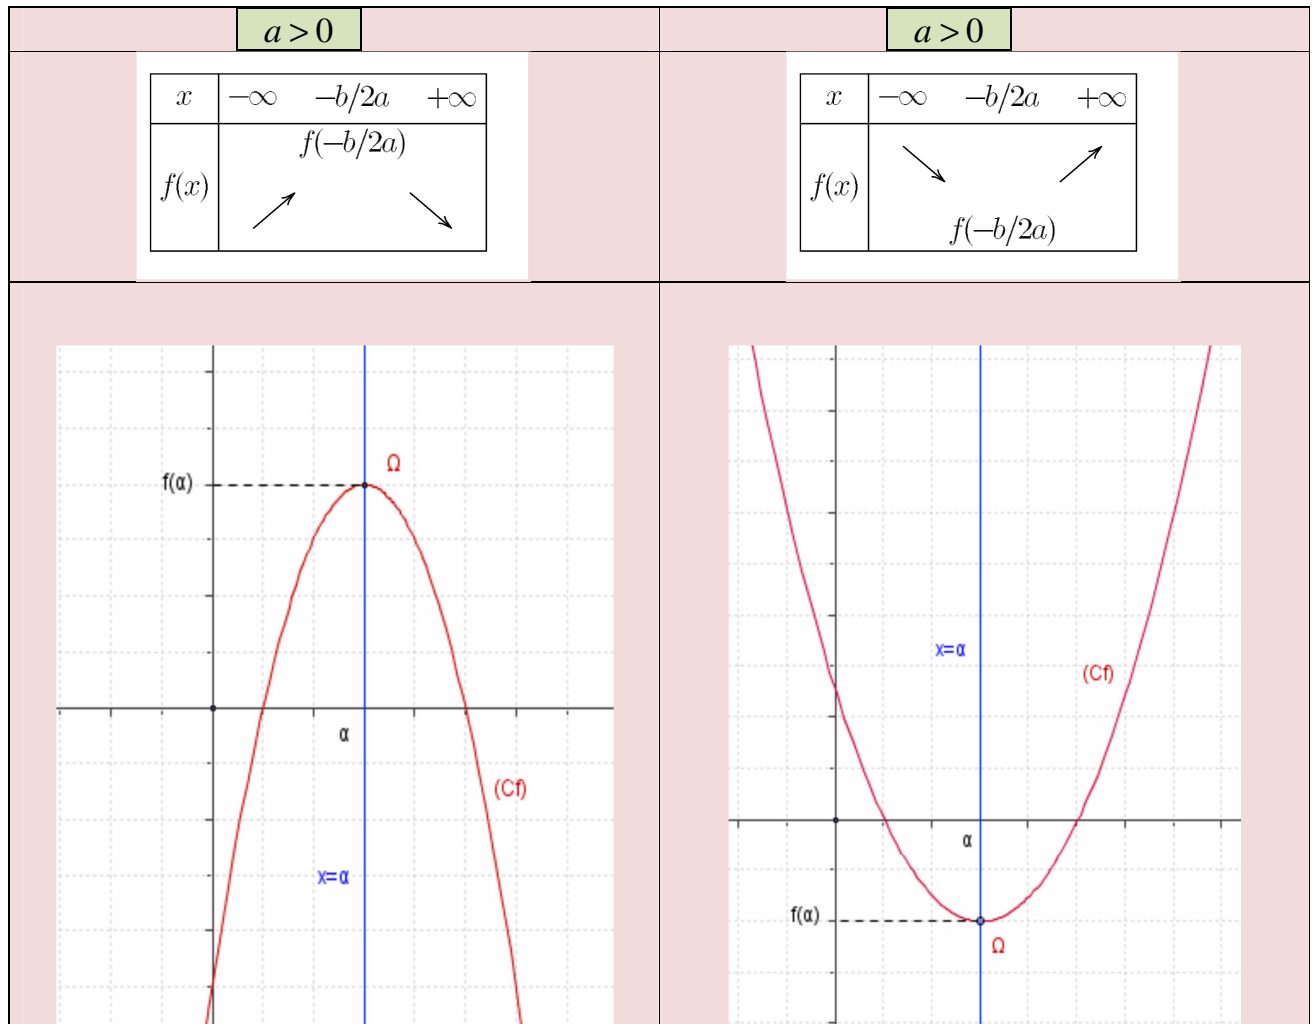 a > 0
x −∞ −b/2a +∞
f(−b/2a)
f(x)
f(α)
Ω
α
(Cf)
x=α
a > 0
x −∞ −b/2a +∞
f(x)
f(−b/2a)
x=α
(Cf)
α
f(α)
Ω